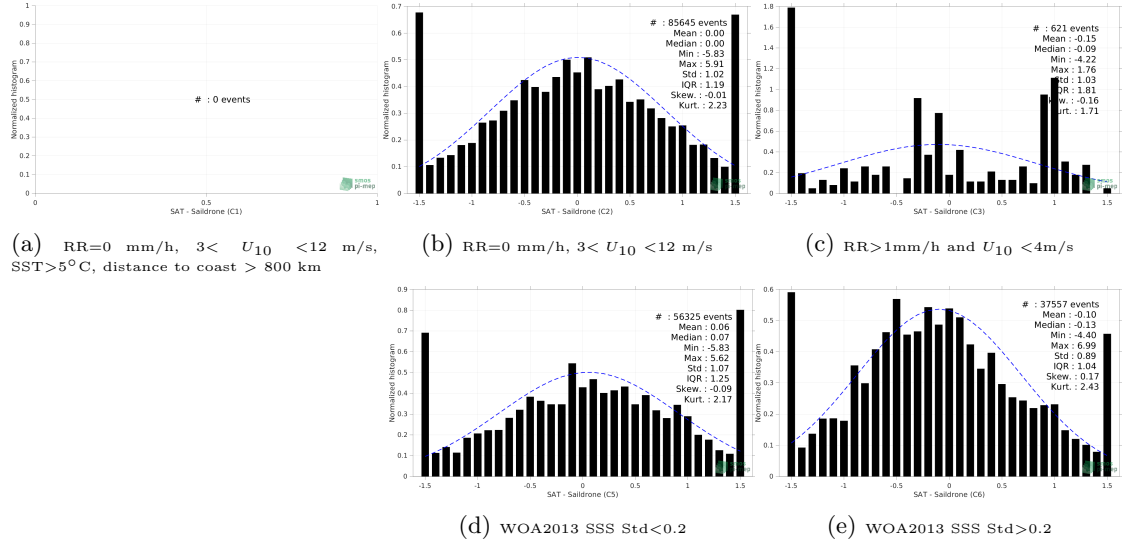 Normalized histogram
1
0.9
0.8
0.7
0.6
0.5
0.4
0.3
0.2
0.1
0
# : 0 events
0 0.5 1
SAT - Saildrone (C1)
smos
pi-mep
(a) RR=0 mm/h, 3< U10 <12 m/s,
SST>5°C, distance to coast > 800 km
Normalized histogram
0.7
0.6
0.5
0.4
0.3
0.2
0.1
0
# : 85645 events
Mean : 0.00
Median : 0.00
Min : -5.83
Max : 5.91
Std : 1.02
IQR : 1.19
Skew. : -0.01
Kurt. : 2.23
-1.5 -1 -0.5 0 0.5 1 1.5
SAT - Saildrone (C2)
pi-mep
(b) RR=0 mm/h, 3< U10 <12 m/s
Normalized histogram
1.8
1.6
1.4
1.2
1
0.8
0.6
0.4
0.2
0
# : 621 events
Mean : -0.15
Median : -0.09
Min : -4.22
Max : 1.76
Std : 1.03
IQR : 1.81
Skew. : -0.16
Kurt. : 1.71
-1.5 -1 -0.5 0 0.5 1 1.5
SAT - Saildrone (C3)
pi-mep
(c) RR>1mm/h and U10 <4m/s
Normalized histogram
0.9
0.8
0.7
0.6
0.5
0.4
0.3
0.2
0.1
0
# : 56325 events
Mean : 0.06
Median : 0.07
Min : -5.83
Max : 5.62
Std : 1.07
IQR : 1.25
Skew. : -0.09
Kurt. : 2.17
-1.5 -1 -0.5 0 0.5 1 1.5
SAT - Saildrone (C5)
(d) WOA2013 SSS Std<0.2
Normalized histogram
0.6
0.5
0.4
0.3
0.2
0.1
0
# : 37557 events
Mean : -0.10
Median : -0.13
Min : -4.40
Max : 6.99
Std : 0.89
IQR : 1.04
Skew. : 0.17
Kurt. : 2.43
-1.5 -1 -0.5 0 0.5 1 1.5
SAT - Saildrone (C6)
(e) WOA2013 SSS Std>0.2